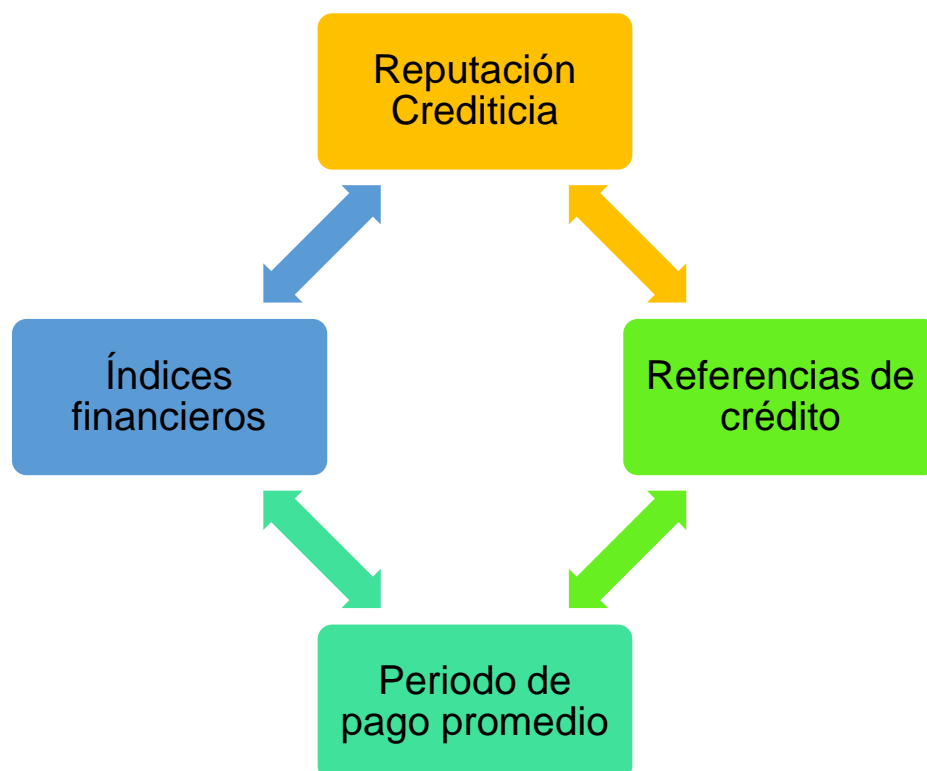 Reputación
Crediticia
Índices
financieros
Referencias de
crédito
Periodo de
pago promedio